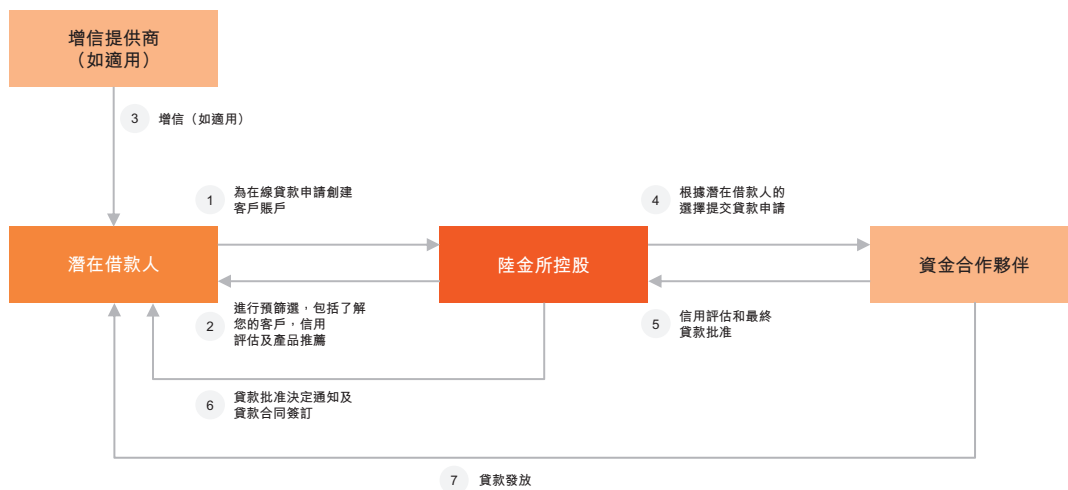 增信提供商
（如適用）
3
增信（如適用）
1
為在線貸款申請創建
客戶賬戶
4
根據潛在借款人的
選擇提交貸款申請
潛在借款人
陸金所控股
資金合作夥伴
2
進行預篩選，包括了解
您的客戶，信用
評估及產品推薦
5
信用評估和最終
貸款批准
6
貸款批准決定通知及
貸款合同簽訂
7
貸款發放